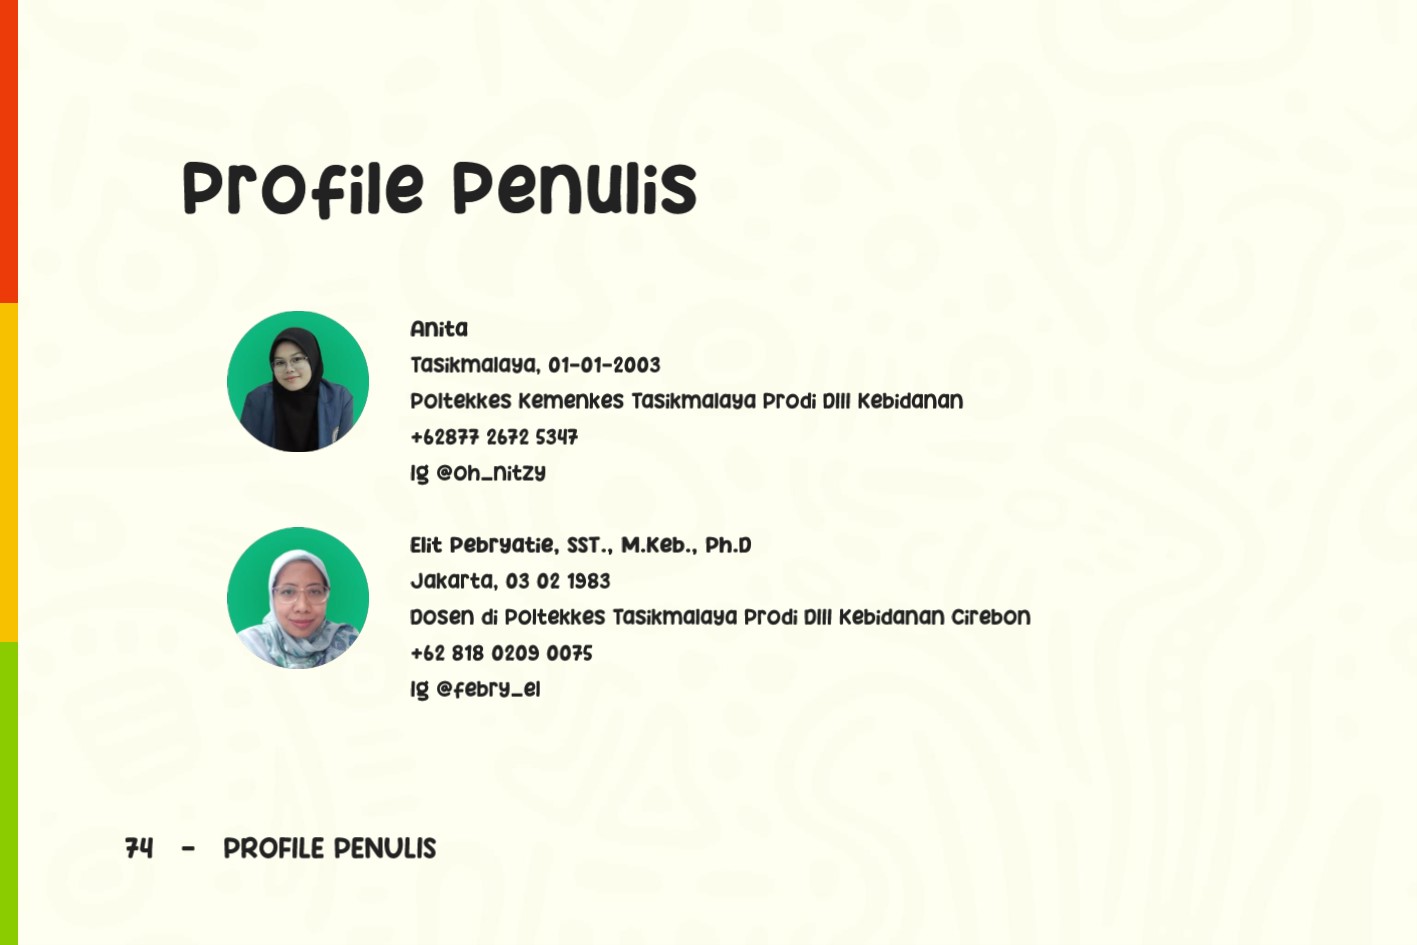 Profile Penulis
Anita
Tasikmalaya, 01-01-2003
Poltekkes Kemenkes Tasikmalaya Prodi DIII Kebidanan
+62877 2672 5347
Ig @oh_nitzy
Elit Pebryatie, SST., M.Keb., Ph.D
Jakarta, 03 02 1983
Dosen di Poltekkes Tasikmalaya Prodi DIII Kebidanan Cirebon
+62 818 0209 0075
Ig @febry_el
74 - PROFILE PENULIS